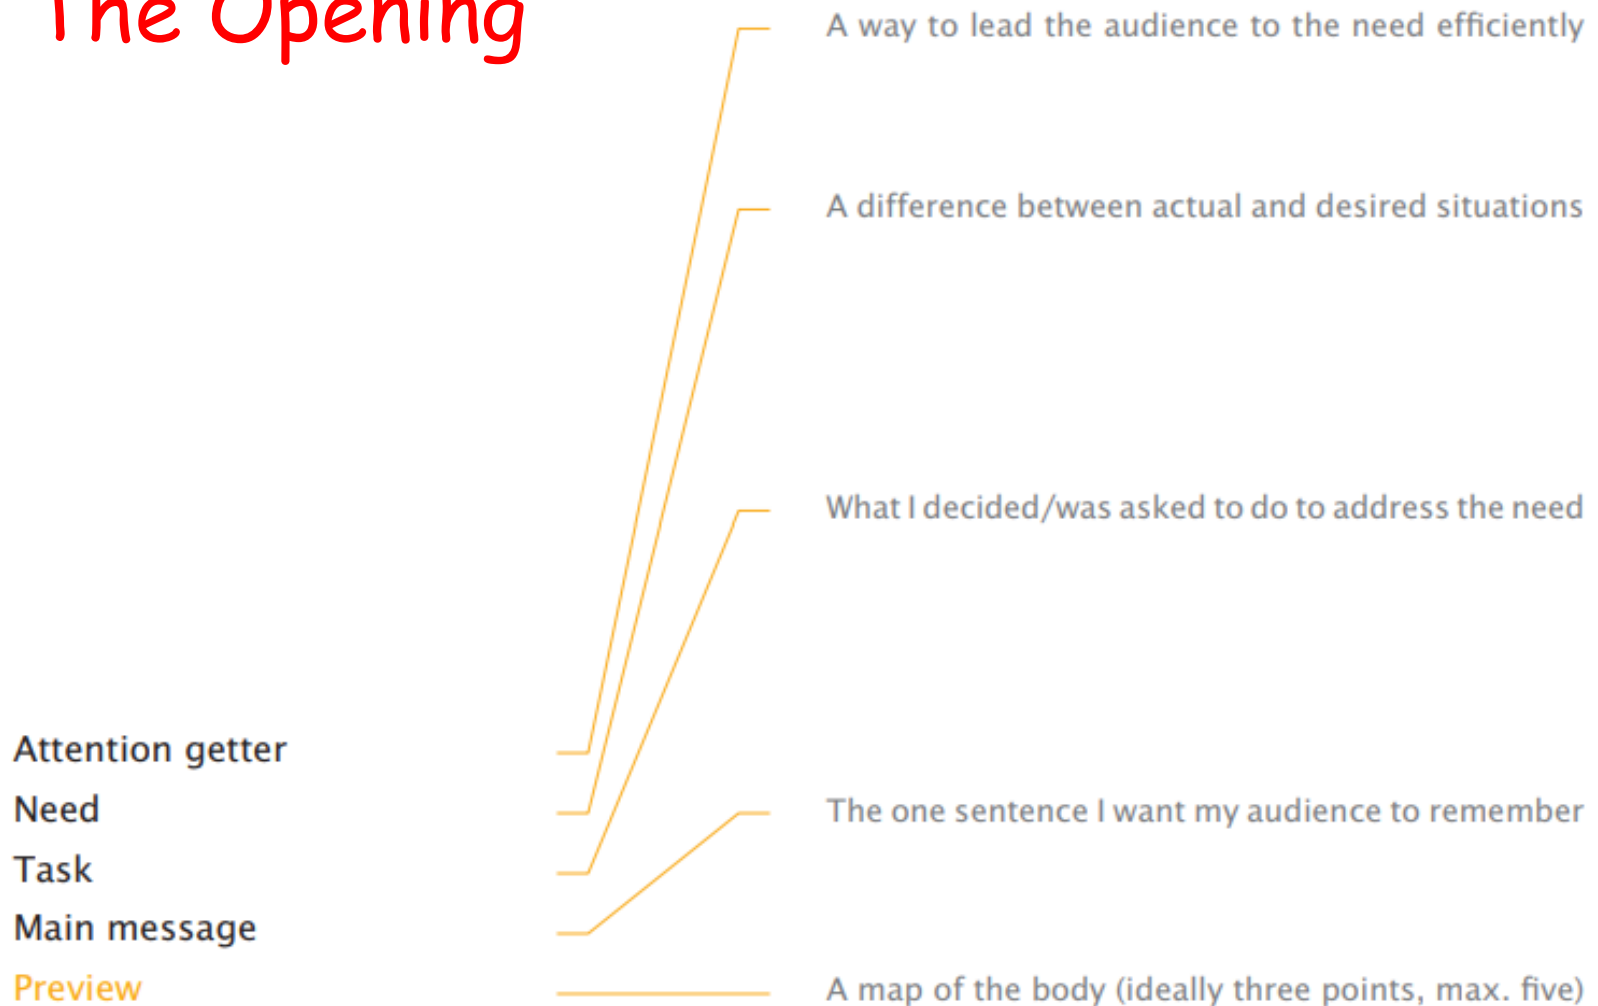 The Opening
A way to lead the audience to the need efficiently
A difference between actual and desired situations
What I decided/was asked to do to address the need
Attention getter
Need
The one sentence I want my audience to remember
Task
Main message
Preview
A map of the body (ideally three points, max. five)